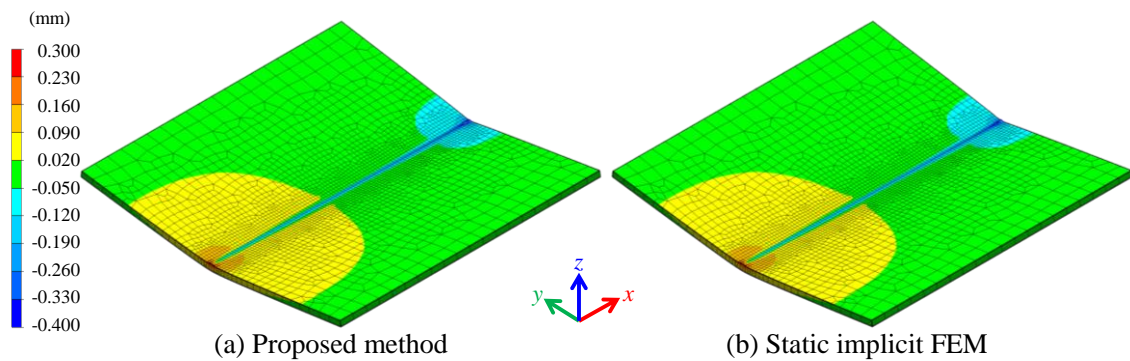 (mm)
0.300
0.230
0.160
0.090
0.020
-0.050
-0.120
-0.190
-0.260
-0.330
-0.400
z
y
x
(a) Proposed method
(b) Static implicit FEM